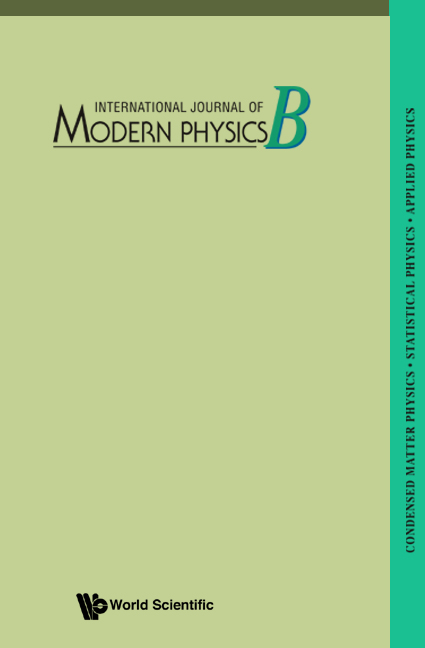 INTERNATIONAL JOURNAL OF
MODERN PHYSICS B
CONDENSED MATTER PHYSICS • STATISTICAL PHYSICS • APPLIED PHYSICS
World Scientific